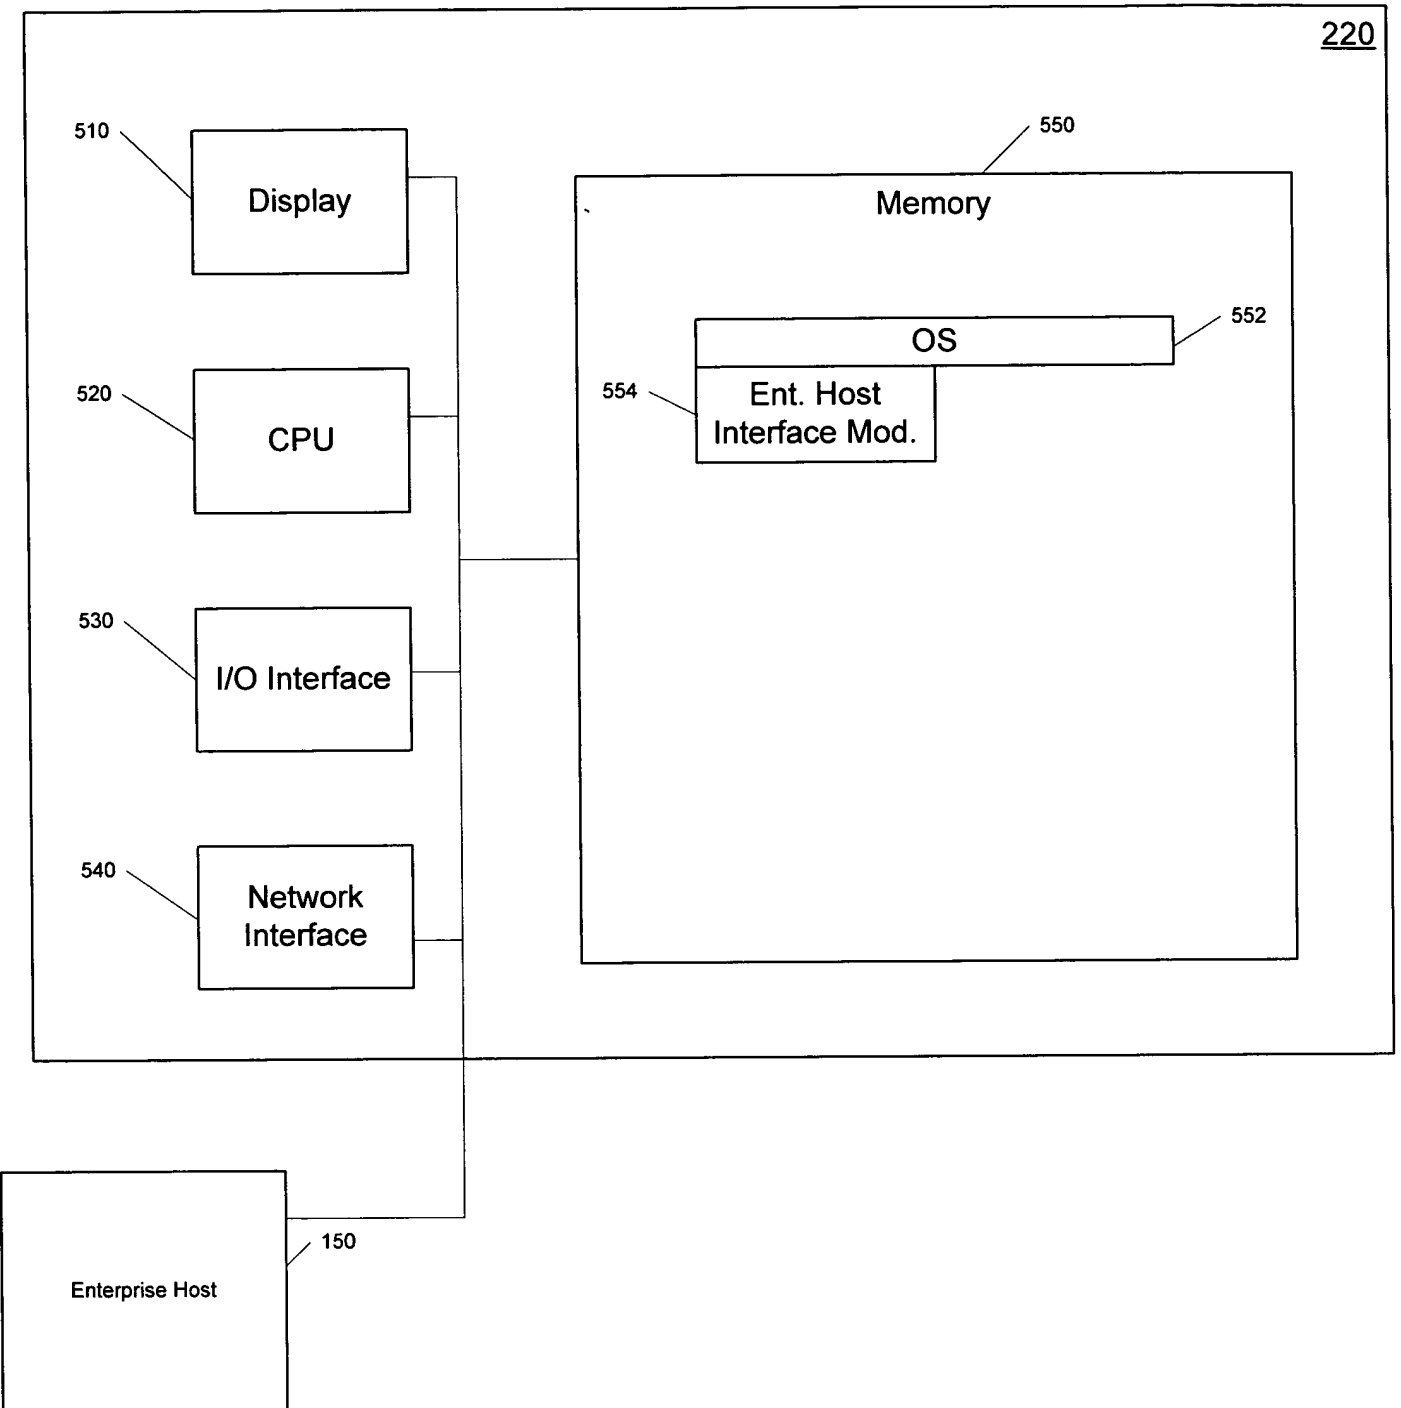 220
510
Display
550
Memory
552
OS
520
CPU
554
Ent. Host
Interface Mod.
530
I/O Interface
540
Network
Interface
150
Enterprise Host